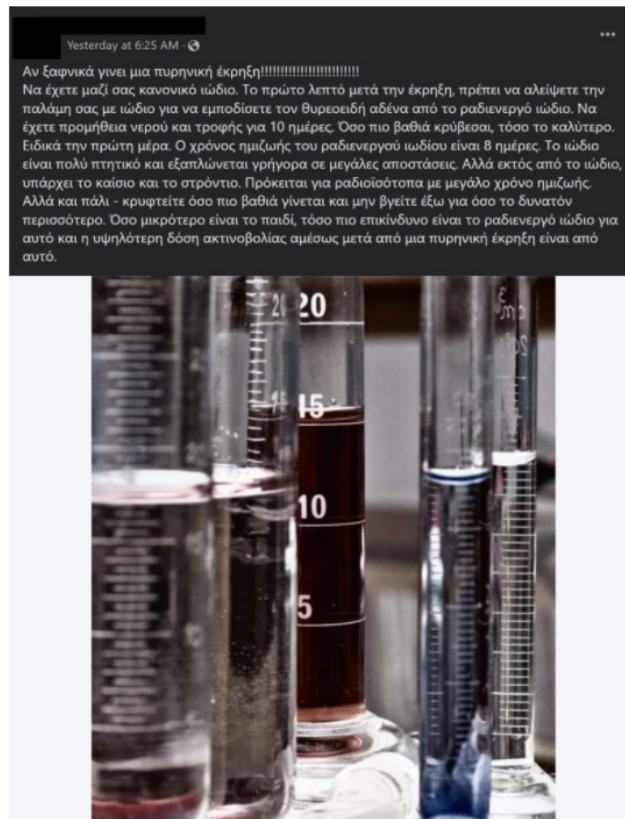 Yesterday at 6:25 AM ·
Αν ξαφνικά γινει μια πυρηνική έκρηξη!!!!!!!!!!!!!!!!!!!!!!!!!
Να έχετε μαζί σας κανονικό ιώδιο. Το πρώτο λεπτό μετά την έκρηξη, πρέπει να αλείψετε την
παλάμη σας με ιώδιο για να εμποδίσετε τον θυρεοειδή αδένα από το ραδιενεργό ιώδιο. Να
έχετε προμήθεια νερού και τροφής για 10 ημέρες. Όσο πιο βαθιά κρύβεσαι, τόσο το καλύτερο.
Ειδικά την πρώτη μέρα. Ο χρόνος ημιζωής του ραδιενεργού ιωδίου είναι 8 ημέρες. Το ιώδιο
είναι πολύ πτητικό και εξαπλώνεται γρήγορα σε μεγάλες αποστάσεις. Αλλά εκτός από το ιώδιο,
υπάρχει το καίσιο και το στρόντιο. Πρόκειται για ραδιοϊσότοπα με μεγάλο χρόνο ημιζωής.
Αλλά και πάλι - κρυφτείτε όσο πιο βαθιά γίνεται και μην βγείτε έξω για όσο το δυνατόν
περισσότερο. Όσο μικρότερο είναι το παιδί, τόσο πιο επικίνδυνο είναι το ραδιενεργό ιώδιο για
αυτό και η υψηλότερη δόση ακτινοβολίας αμέσως μετά από μια πυρηνική έκρηξη είναι από
αυτό.
20 20
15
10
5